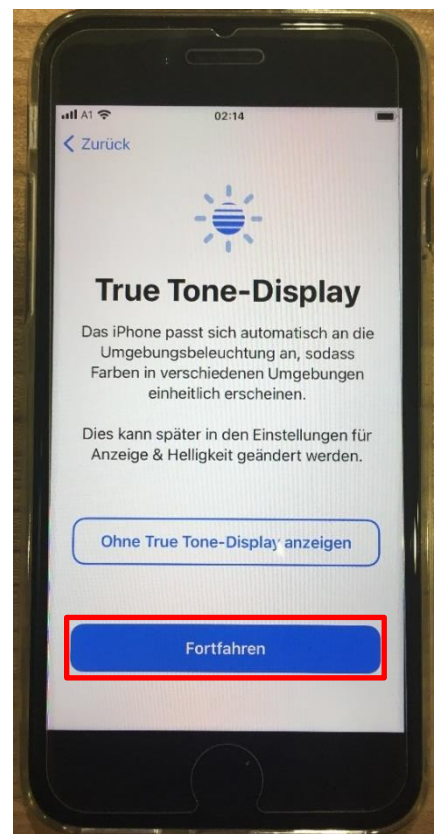 A1 02:14
Zurück
True Tone-Display
Das iPhone passt sich automatisch an die
Umgebungsbeleuchtung an, sodass
Farben in verschiedenen Umgebungen
einheitlich erscheinen.
Dies kann später in den Einstellungen für
Anzeige & Helligkeit geändert werden.
Ohne True Tone-Display anzeigen
Fortfahren